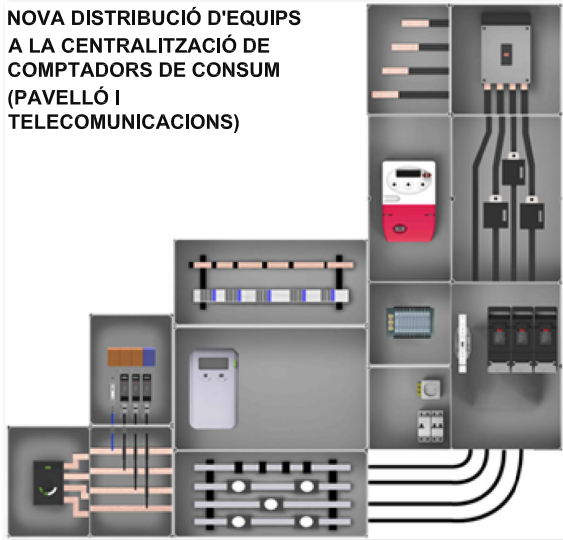 NOVA DISTRIBUCIÓ D'EQUIPS
A LA CENTRALITZACIÓ DE
COMPTADORS DE CONSUM
(PAVELLÓ I
TELECOMUNICACIONS)